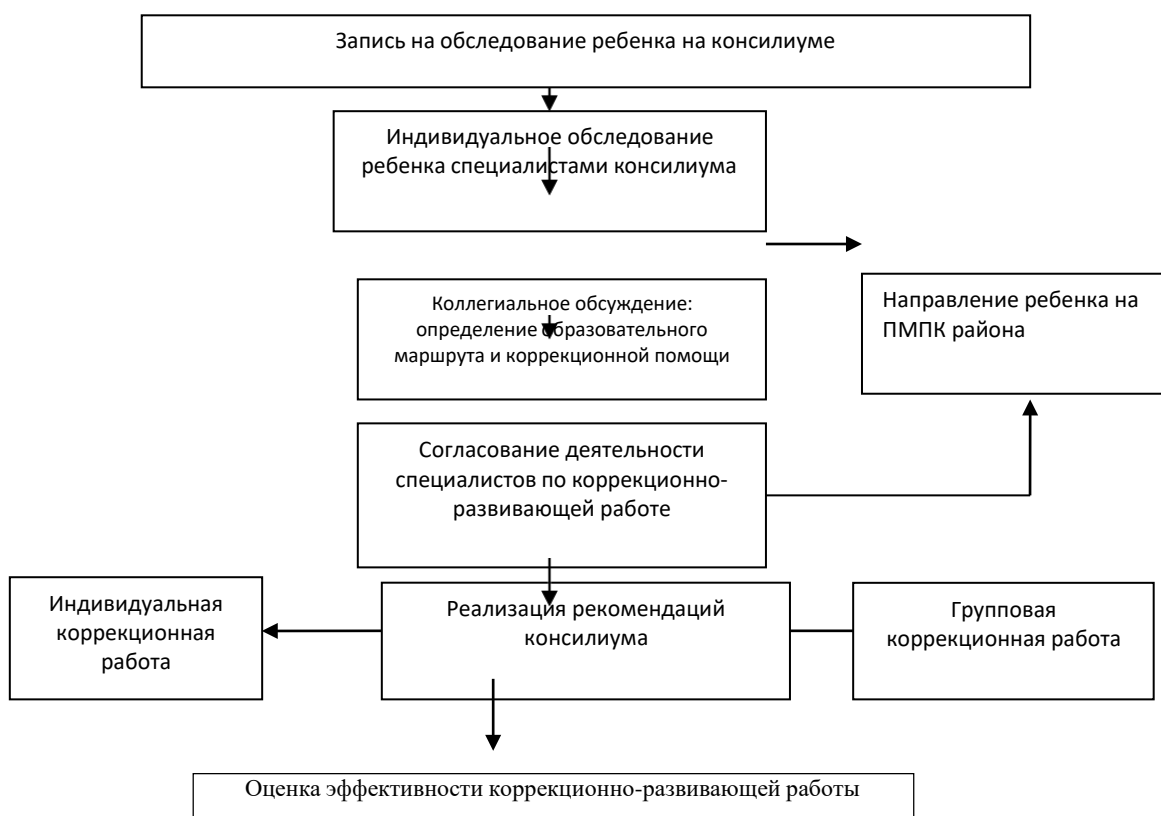 Запись на обследование ребенка на консилиуме
Индивидуальное обследование
ребенка специалистами консилиума
Коллегиальное обсуждение:
определение образовательного
маршрута и коррекционной помощи
Направление ребенка на
ПМПК района
Согласование деятельности
специалистов по коррекционно-
развивающей работе
Индивидуальная
коррекционная
работа
Реализация рекомендаций
консилиума
Групповая
коррекционная работа
Оценка эффективности коррекционно-развивающей работы